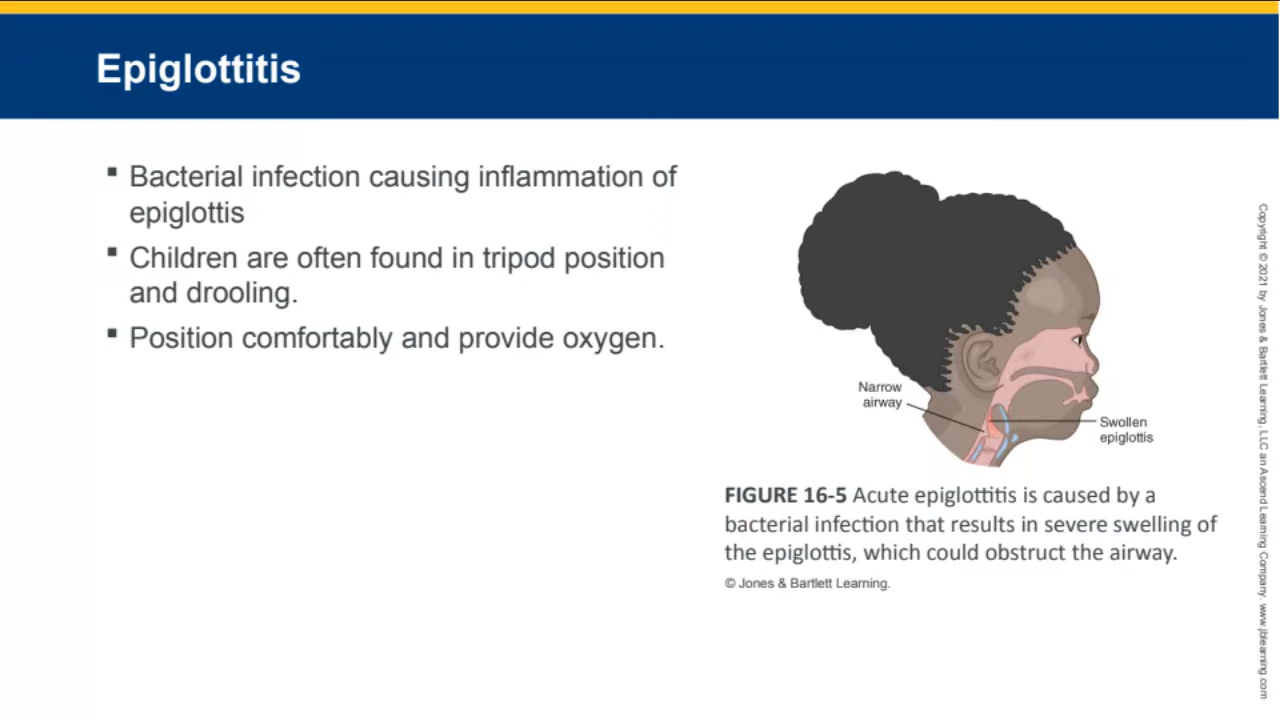 Epiglottitis
▪ Bacterial infection causing inflammation of
epiglottis
▪ Children are often found in tripod position
and drooling.
▪ Position comfortably and provide oxygen.
Narrow
airway
Swollen
epiglottis
FIGURE 16-5 Acute epiglottitis is caused by a
bacterial infection that results in severe swelling of
the epiglottis, which could obstruct the airway.
© Jones & Bartlett Learning.
Copyright © 2021 by Jones & Bartlett Learning, LLC an Ascend Learning Company. www.jblearning.com